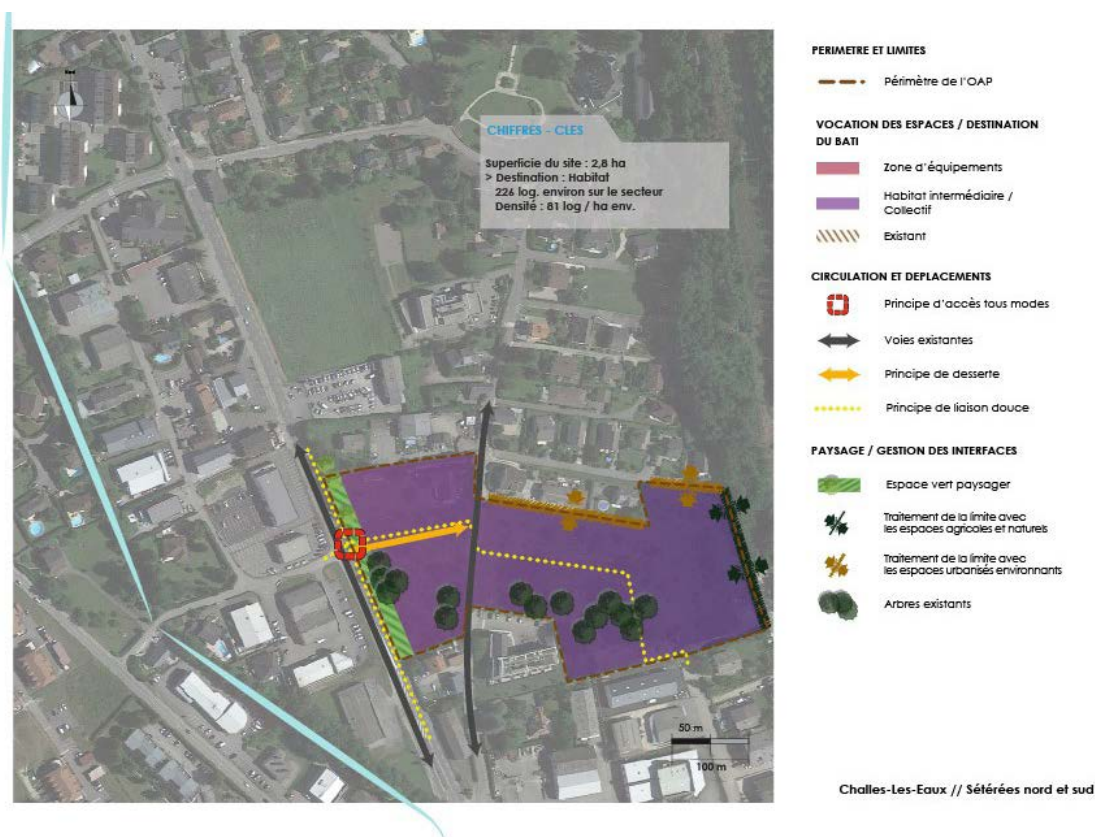 CHIFFRES - CLES
Superficie du site : 2,8 ha
> Destination : Habitat
226 log. environ sur le secteur
Densité : 81 log / ha env.
50 m
100 m
PERIMETRE ET LIMITES
Périmètre de l'OAP
VOCATION DES ESPACES / DESTINATION
DU BATI
Zone d'équipements
Habitat intermédiaire /
Collectif
Existant
CIRCULATION ET DEPLACEMENTS
Principe d'accès tous modes
Voies existantes
Principe de desserte
Principe de liaison douce
PAYSAGE / GESTION DES INTERFACES
Espace vert paysager
Traitement de la limite avec
les espaces agricoles et naturels
Traitement de la limite avec
les espaces urbanisés environnants
Arbres existants
Challes-Les-Eaux // Sétérées nord et sud